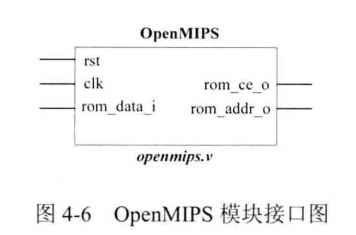 OpenMIPS
rst
clk
rom_ce_o
rom_data_i
rom_addr_o
openmips.v
图 4-6 OpenMIPS 模块接口图